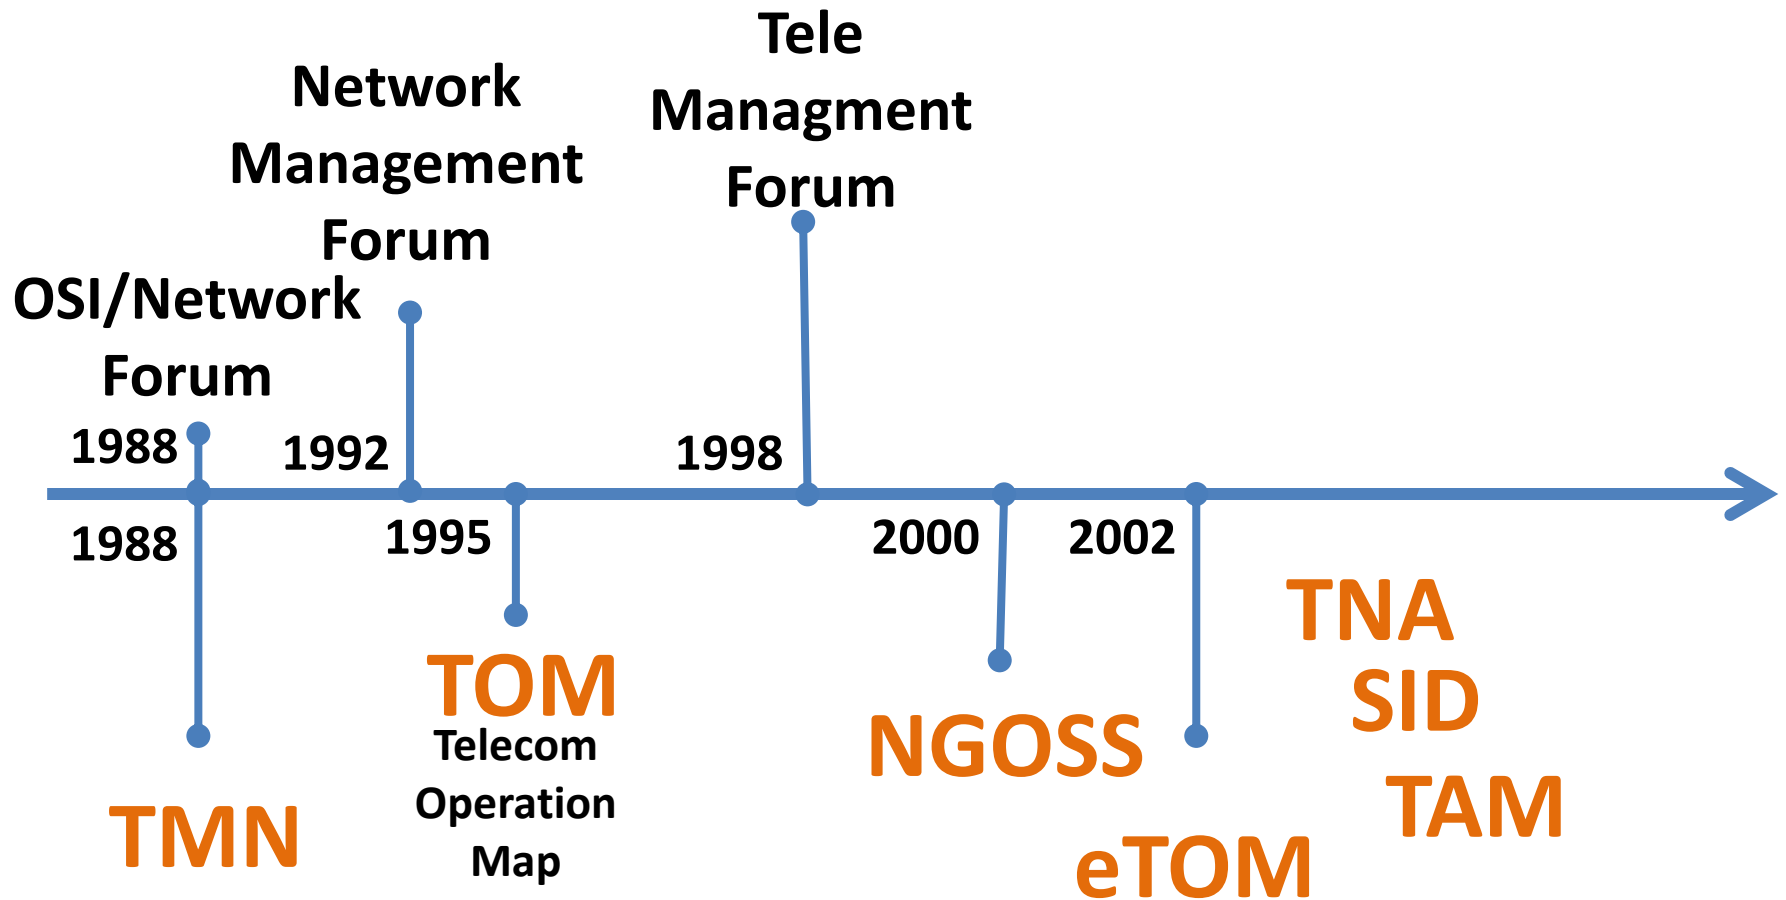 Tele
Managment
Forum
Network
Management
Forum
OSI/Network
Forum
1988
1992
1998
1988
1995
2000
2002
TMN
TOM
Telecom
Operation
Map
NGOSS
eTOM
TNA
SID
TAM